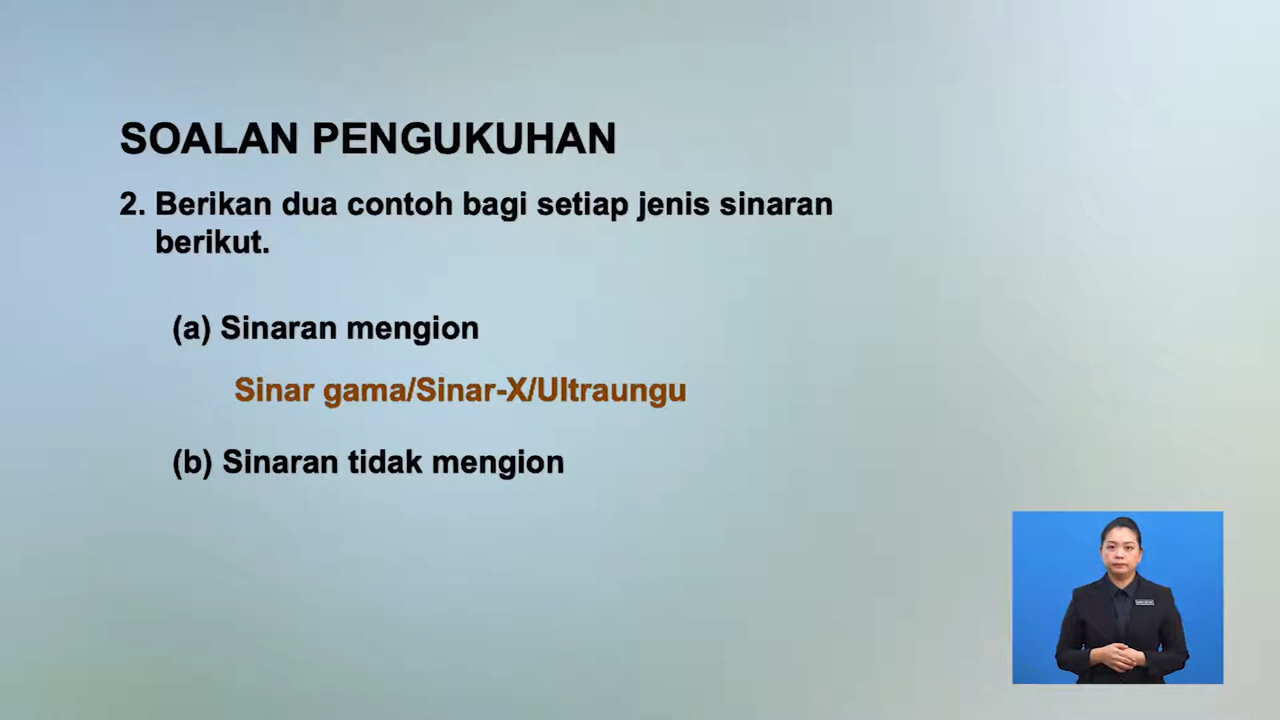 SOALAN PENGUKUHAN
2. Berikan dua contoh bagi setiap jenis sinaran
berikut.
(a) Sinaran mengion
Sinar gama/Sinar-X/Ultraungu
(b) Sinaran tidak mengion